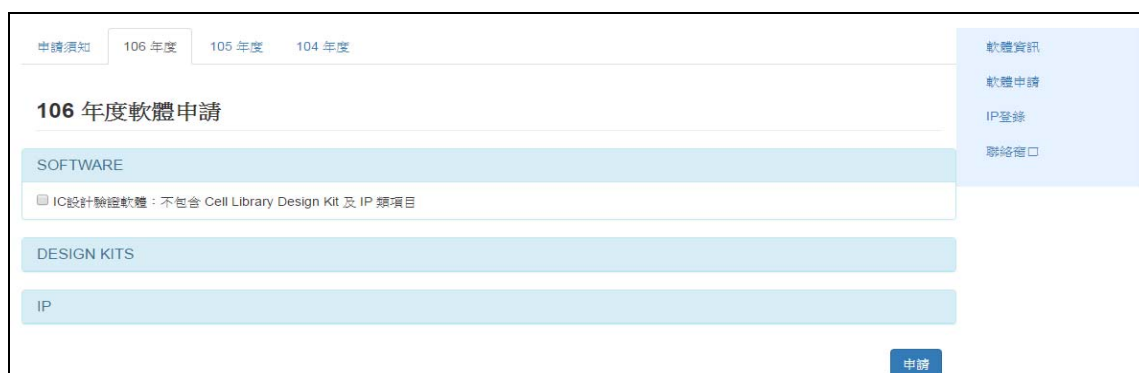 申請須知 106 年度 105 年度 104 年度
106 年度軟體申請
SOFTWARE
IC設計驗證軟體：不包含 Cell Library Design Kit 及 IP 類項目
DESIGN KITS
IP
申請
軟體資訊
軟體申請
IP登錄
聯絡窗口